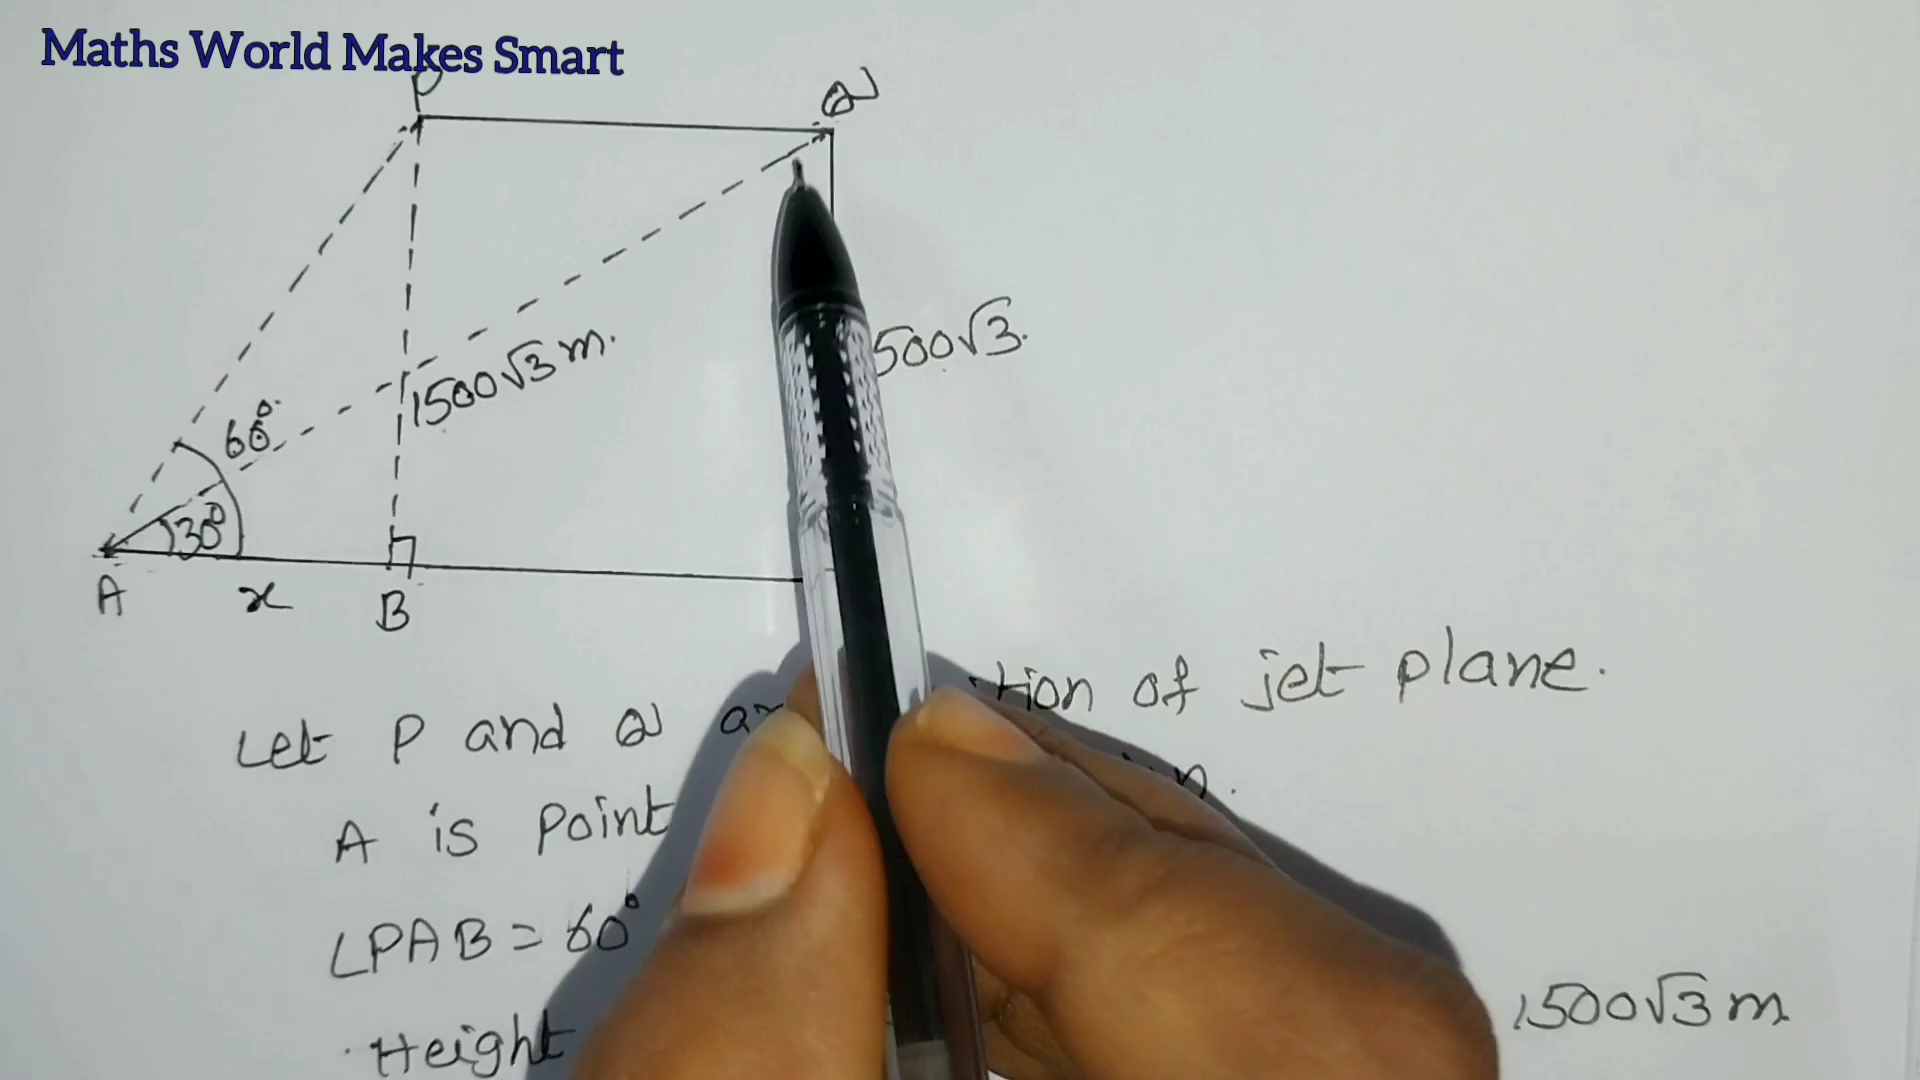 Maths World Makes Smart
P
Q
1500√3 m.
500√3.
60°
30°
A
x
B
Let P and Q tion of jet plane.
A is Point
∠PAB = 60°
Height 1500√3 m